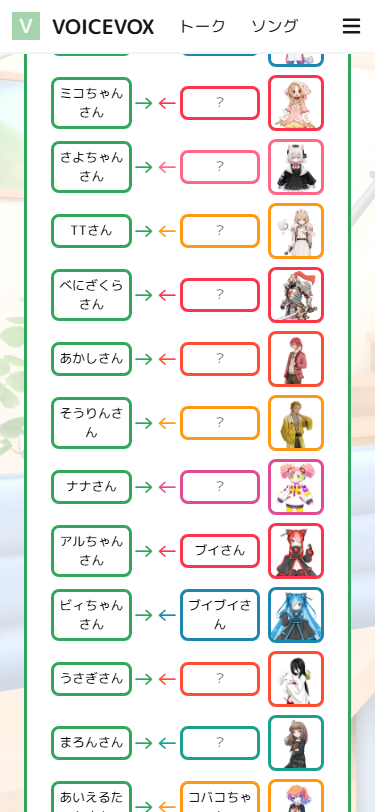 V VOICEVOX トーク ソング
ミコちゃん
さん
?
さよちゃん
さん
?
TTさん
?
べにざくら
さん
?
あかしさん
?
そうりんさ
ん
?
ナナさん
?
アルちゃん
さん
ブイさん
ビィちゃん
さん
ブイブイさ
ん
うさぎさん
?
まろんさん
?
あいえるた
コバコちゃ